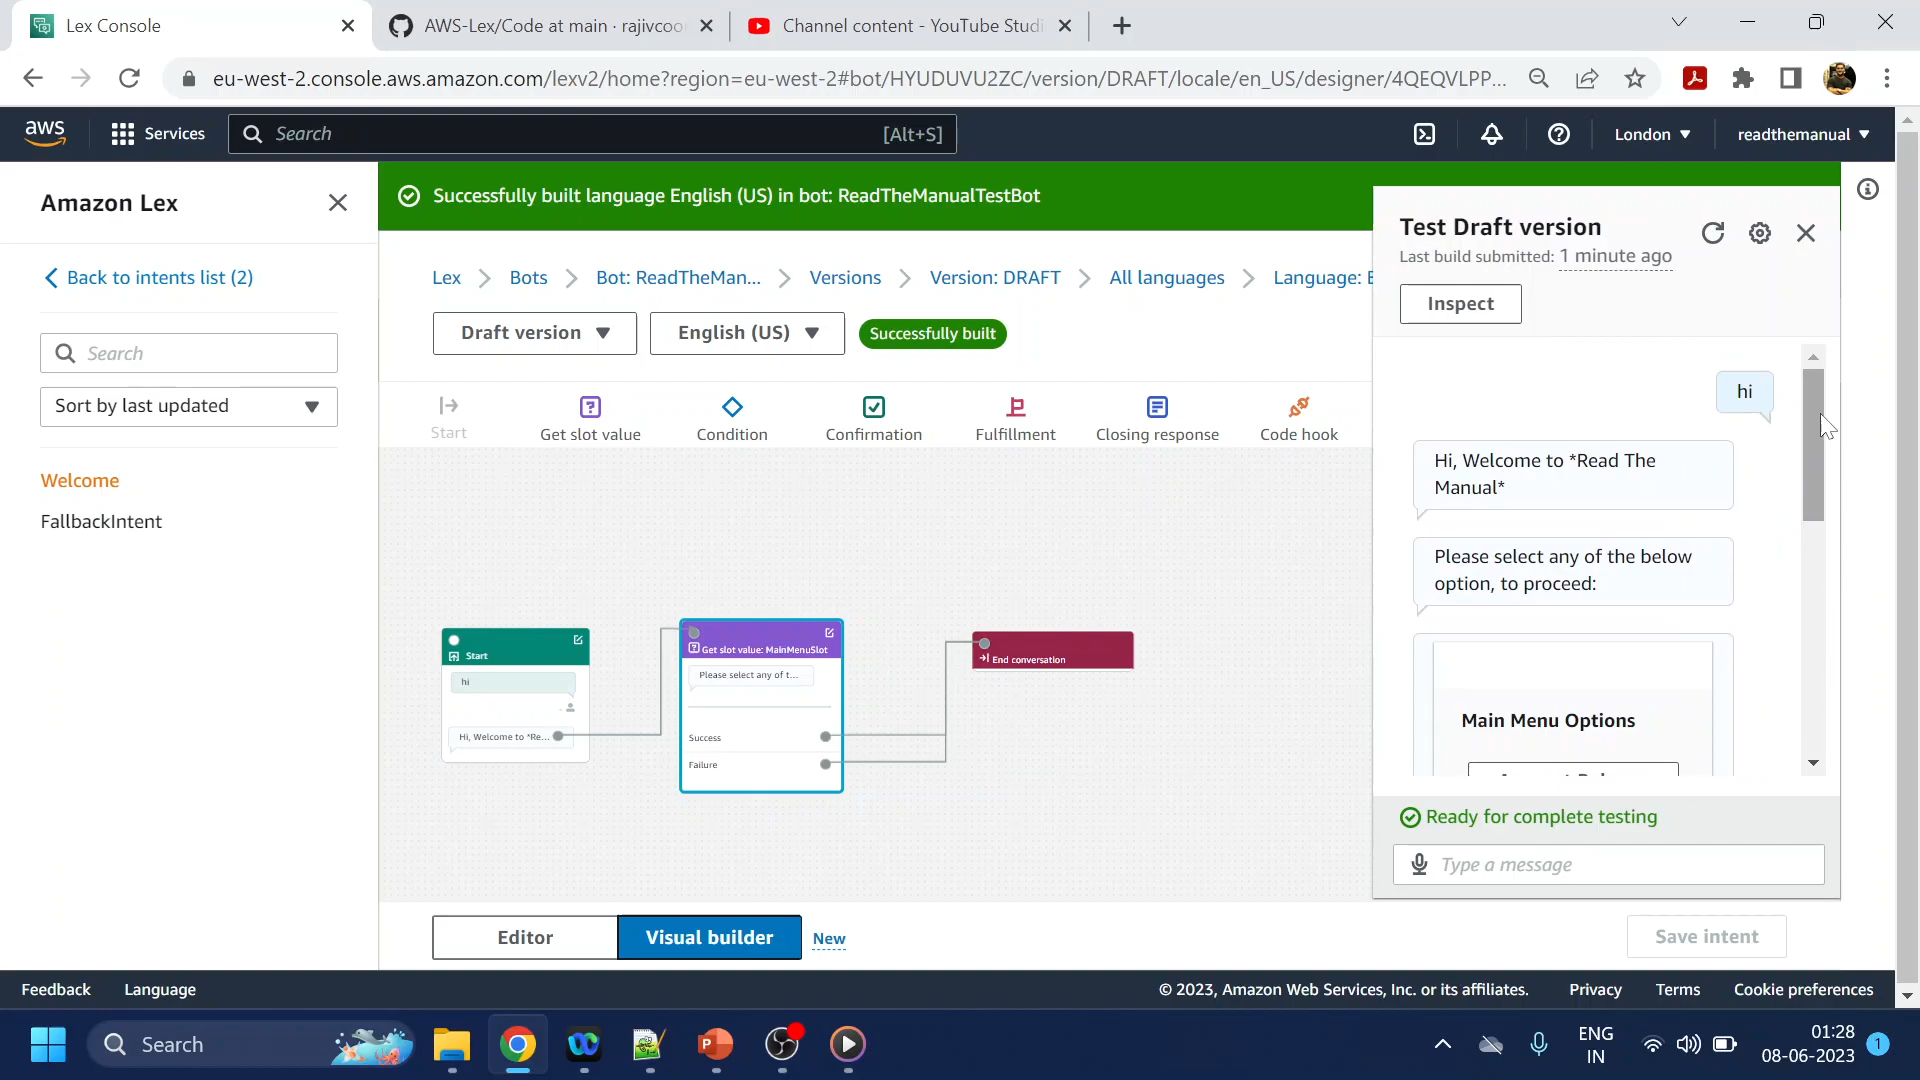 Lex Console
AWS-Lex/Code at main · rajivcoo
Channel content - YouTube Studi
eu-west-2.console.aws.amazon.com/lexv2/home?region=eu-west-2#bot/HYUDUVU2ZC/version/DRAFT/locale/en_US/designer/4QEQVLPP...
aws
Services
Search
[Alt+S]
London
readthemanual
Amazon Lex
Back to intents list (2)
Search
Sort by last updated
Welcome
FallbackIntent
Successfully built language English (US) in bot: ReadTheManualTestBot
Lex
Bots
Bot: ReadTheMan...
Versions
Version: DRAFT
All languages
Language: E
Draft version
English (US)
Successfully built
Start
Get slot value
Condition
Confirmation
Fulfillment
Closing response
Code hook
Start
hi
Hi, Welcome to *Re...
Get slot value: MainMenuSlot
Please select any of t...
Success
Failure
End conversation
Test Draft version
Last build submitted: 1 minute ago
Inspect
hi
Hi, Welcome to *Read The
Manual*
Please select any of the below
option, to proceed:
Main Menu Options
Ready for complete testing
Type a message
Editor
Visual builder
New
Save intent
Feedback
Language
© 2023, Amazon Web Services, Inc. or its affiliates.
Privacy
Terms
Cookie preferences
Search
ENG
IN
01:28
08-06-2023
1